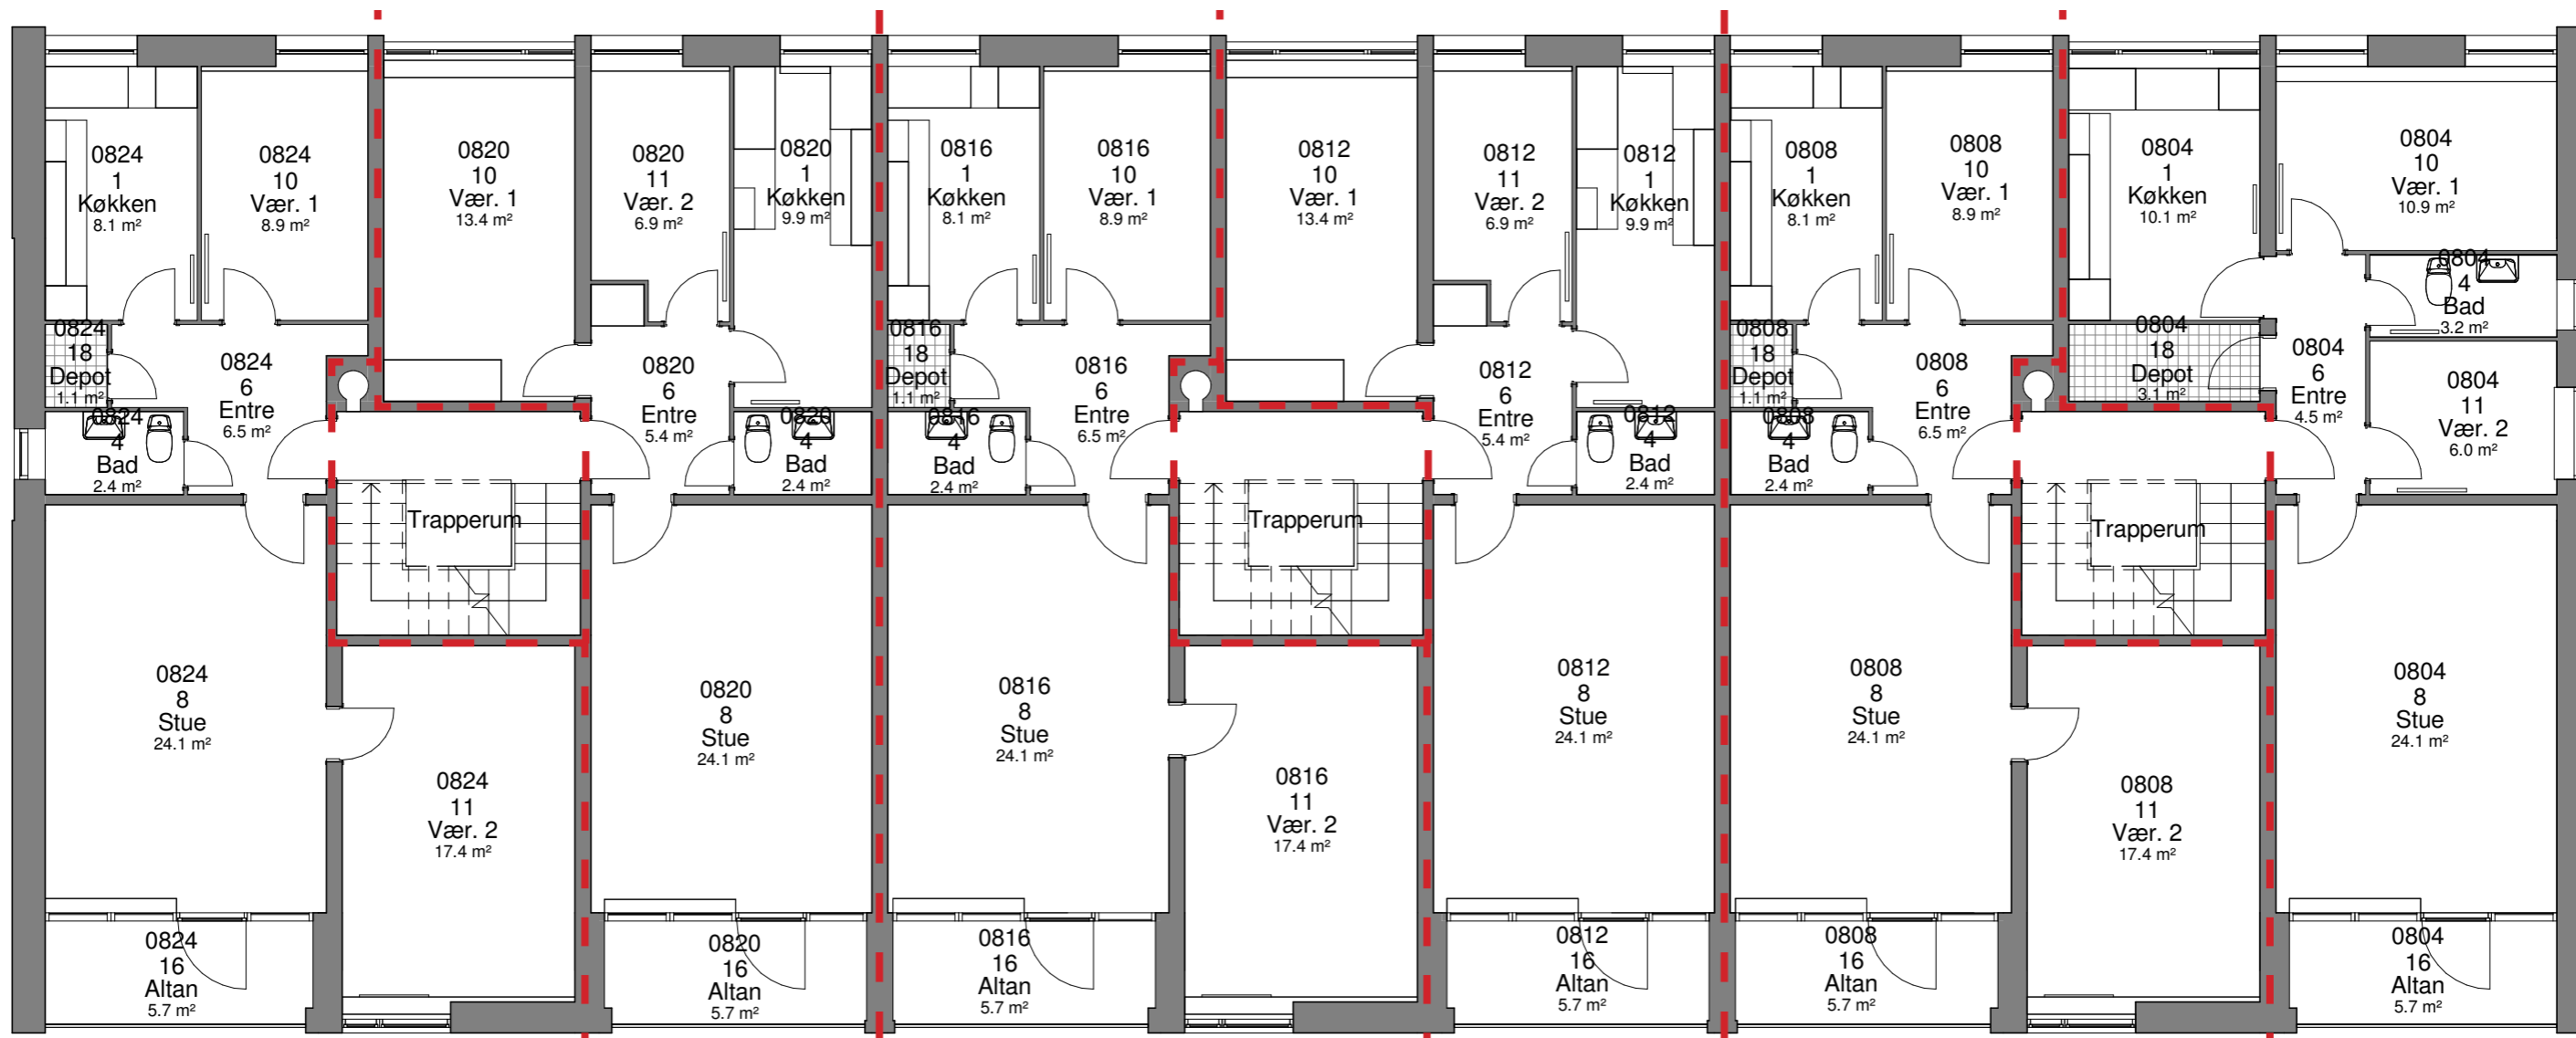 0824
1
Køkken
8.1 m²
0824
10
Vær. 1
8.9 m²
0820
10
Vær. 1
13.4 m²
0820
11
Vær. 2
6.9 m²
0820
1
Køkken
9.9 m²
0816
1
Køkken
8.1 m²
0816
10
Vær. 1
8.9 m²
0812
10
Vær. 1
13.4 m²
0812
11
Vær. 2
6.9 m²
0812
1
Køkken
9.9 m²
0808
1
Køkken
8.1 m²
0808
10
Vær. 1
8.9 m²
0804
1
Køkken
10.1 m²
0804
10
Vær. 1
10.9 m²
0804
4
Bad
3.2 m²
0824
18
Depot
1.1 m²
0824
6
Entre
6.5 m²
0820
6
Entre
5.4 m²
0816
18
Depot
1.1 m²
0816
6
Entre
6.5 m²
0812
6
Entre
5.4 m²
0808
18
Depot
1.1 m²
0808
6
Entre
6.5 m²
0804
18
Depot
3.1 m²
0804
6
Entre
4.5 m²
0804
11
Vær. 2
6.0 m²
0824
4
Bad
2.4 m²
0820
4
Bad
2.4 m²
0816
4
Bad
2.4 m²
0812
4
Bad
2.4 m²
0808
4
Bad
2.4 m²
Trapperum
Trapperum
Trapperum
0824
8
Stue
24.1 m²
0824
11
Vær. 2
17.4 m²
0820
8
Stue
24.1 m²
0816
8
Stue
24.1 m²
0816
11
Vær. 2
17.4 m²
0812
8
Stue
24.1 m²
0808
8
Stue
24.1 m²
0808
11
Vær. 2
17.4 m²
0804
8
Stue
24.1 m²
0824
16
Altan
5.7 m²
0820
16
Altan
5.7 m²
0816
16
Altan
5.7 m²
0812
16
Altan
5.7 m²
0808
16
Altan
5.7 m²
0804
16
Altan
5.7 m²